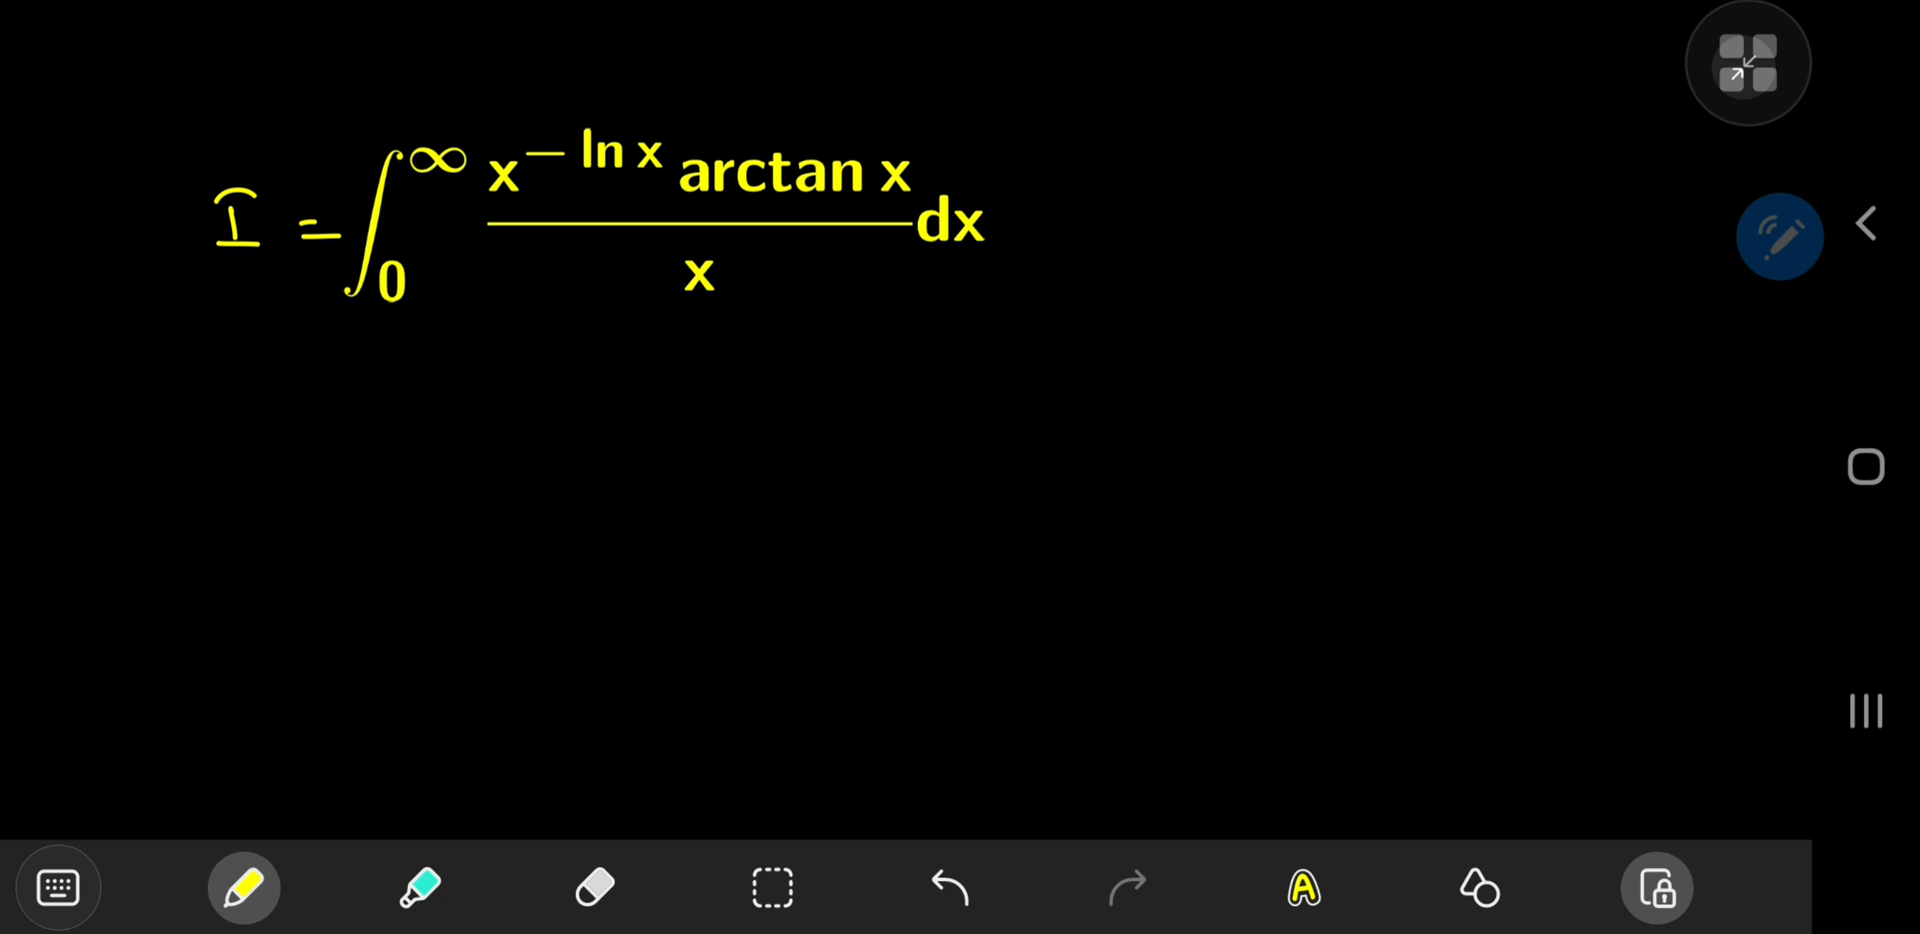 I = ∫₀^∞ x^(− ln x) arctan x / x dx